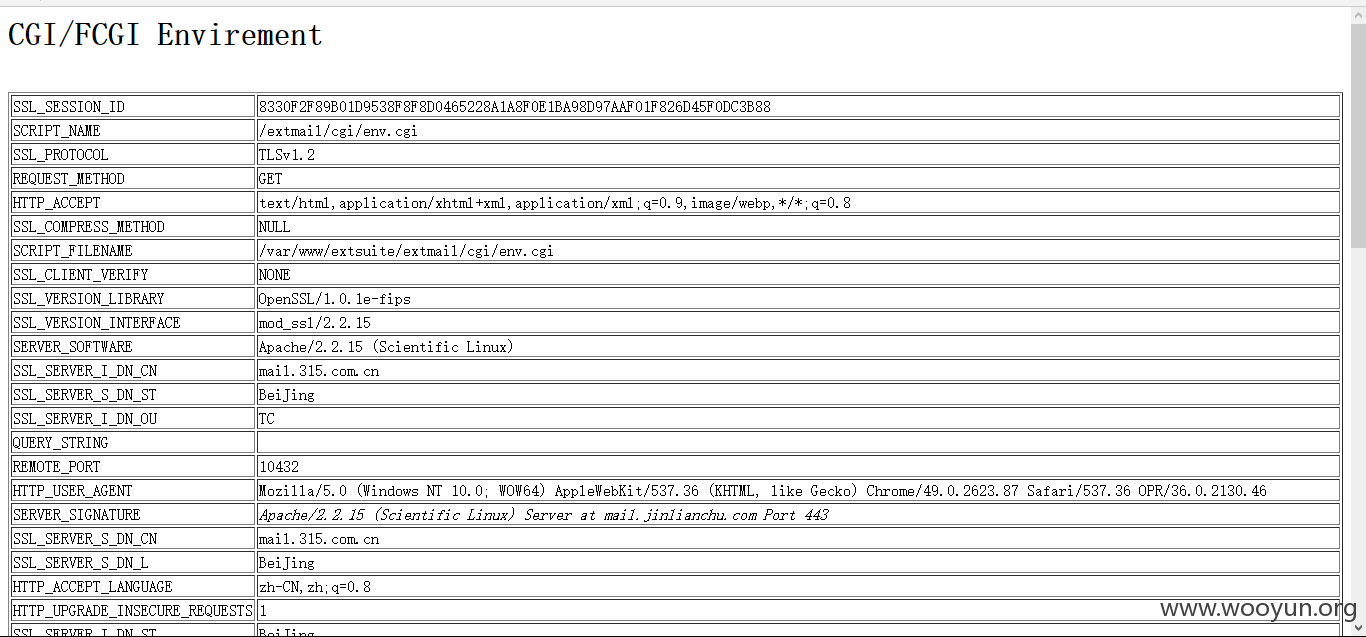 CGI/FCGI Envirement
SSL_SESSION_ID 8330F2F89B01D9538F8F8D0465228A1A8F0E1BA98D97AAF01F826D45F0DC3B88
SCRIPT_NAME /extmail/cgi/env.cgi
SSL_PROTOCOL TLSv1.2
REQUEST_METHOD GET
HTTP_ACCEPT text/html,application/xhtml+xml,application/xml;q=0.9,image/webp,*/*;q=0.8
SSL_COMPRESS_METHOD NULL
SCRIPT_FILENAME /var/www/extsuite/extmail/cgi/env.cgi
SSL_CLIENT_VERIFY NONE
SSL_VERSION_LIBRARY OpenSSL/1.0.1e-fips
SSL_VERSION_INTERFACE mod_ssl/2.2.15
SERVER_SOFTWARE Apache/2.2.15 (Scientific Linux)
SSL_SERVER_I_DN_CN mail.315.com.cn
SSL_SERVER_S_DN_ST BeiJing
SSL_SERVER_I_DN_OU TC
QUERY_STRING
REMOTE_PORT 10432
HTTP_USER_AGENT Mozilla/5.0 (Windows NT 10.0; WOW64) AppleWebKit/537.36 (KHTML, like Gecko) Chrome/49.0.2623.87 Safari/537.36 OPR/36.0.2130.46
SERVER_SIGNATURE Apache/2.2.15 (Scientific Linux) Server at mail.jinlianchu.com Port 443
SSL_SERVER_S_DN_CN mail.315.com.cn
SSL_SERVER_S_DN_L BeiJing
HTTP_ACCEPT_LANGUAGE zh-CN,zh;q=0.8
HTTP_UPGRADE_INSECURE_REQUESTS 1
www.wooyun.org
SSL_SERVER_I_DN_ST BeiJing